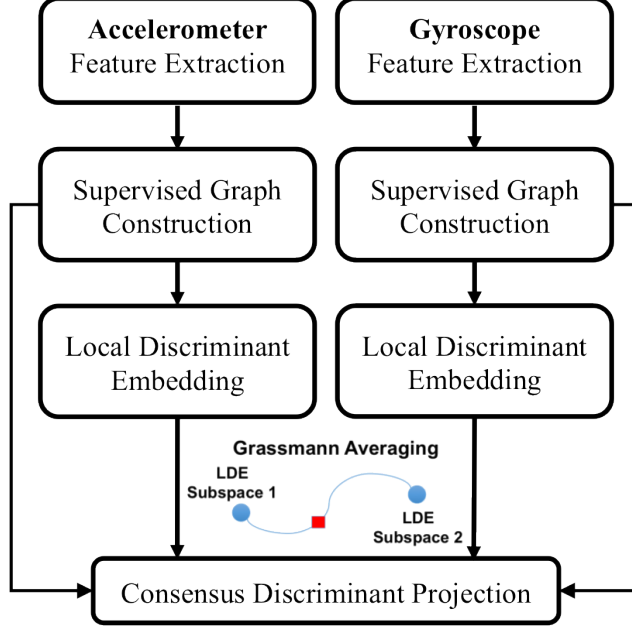 Accelerometer
Feature Extraction
Gyroscope
Feature Extraction
Supervised Graph
Construction
Supervised Graph
Construction
Local Discriminant
Embedding
Local Discriminant
Embedding
Grassmann Averaging
LDE
Subspace 1
LDE
Subspace 2
Consensus Discriminant Projection